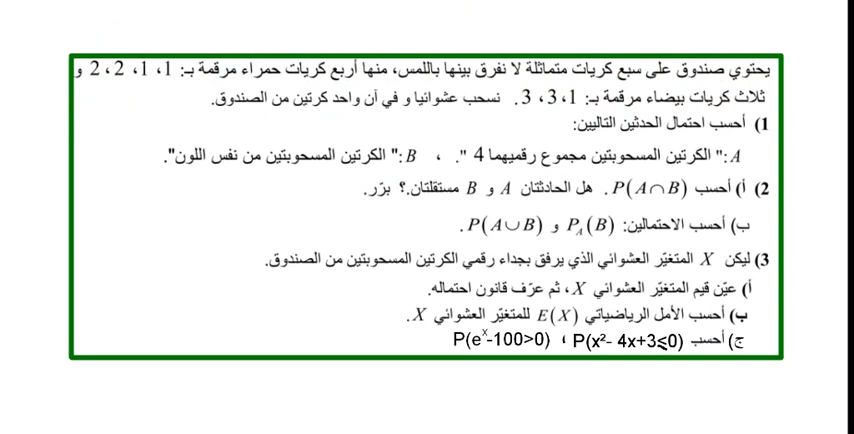 يحتوي صندوق على سبع كريات متماثلة لا نفرق بينها باللمس، منها أربع كريات حمراء مرقمة بـ: 1، 1، 2، 2 و
ثلاث كريات بيضاء مرقمة بـ: 1، 3، 3 . نسحب عشوائيا و في آن واحد كرتين من الصندوق.
1) أحسب احتمال الحدثين التاليين:
A :" الكرتين المسحوبتين مجموع رقميهما 4 ". ، B :" الكرتين المسحوبتين من نفس اللون".
2) أ) أحسب P(A∩B) . هل الحادثتان A و B مستقلتان.؟ برّر.
ب) أحسب الاحتمالين: P_A(B) و P(A∪B) .
3) ليكن X المتغيّر العشوائي الذي يرفق بجداء رقمي الكرتين المسحوبتين من الصندوق.
أ) عيّن قيم المتغيّر العشوائي X، ثم عرّف قانون احتماله.
ب) أحسب الأمل الرياضياتي E(X) للمتغيّر العشوائي X .
ج) أحسب P(x²- 4x+3⩽0) ، P(eˣ-100>0)